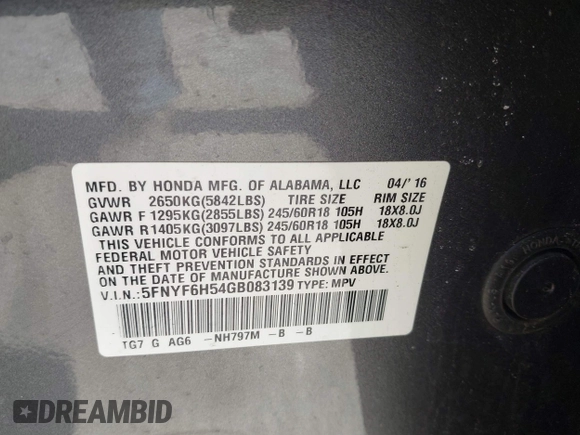 MFD. BY HONDA MFG. OF ALABAMA, LLC 04/'16
GVWR 2650KG(5842LBS) TIRE SIZE RIM SIZE
GAWR F 1295KG(2855LBS) 245/60R18 105H 18X8.0J
GAWR R 1405KG(3097LBS) 245/60R18 105H 18X8.0J
THIS VEHICLE CONFORMS TO ALL APPLICABLE
FEDERAL MOTOR VEHICLE SAFETY
AND THEFT PREVENTION STANDARDS IN EFFECT
ON THE DATE OF MANUFACTURE SHOWN ABOVE.
V.I.N.: 5FNYF6H54GB083139 TYPE: MPV
TG7 G AG6 -NH797M -B -B
HONDA
DREAMBID